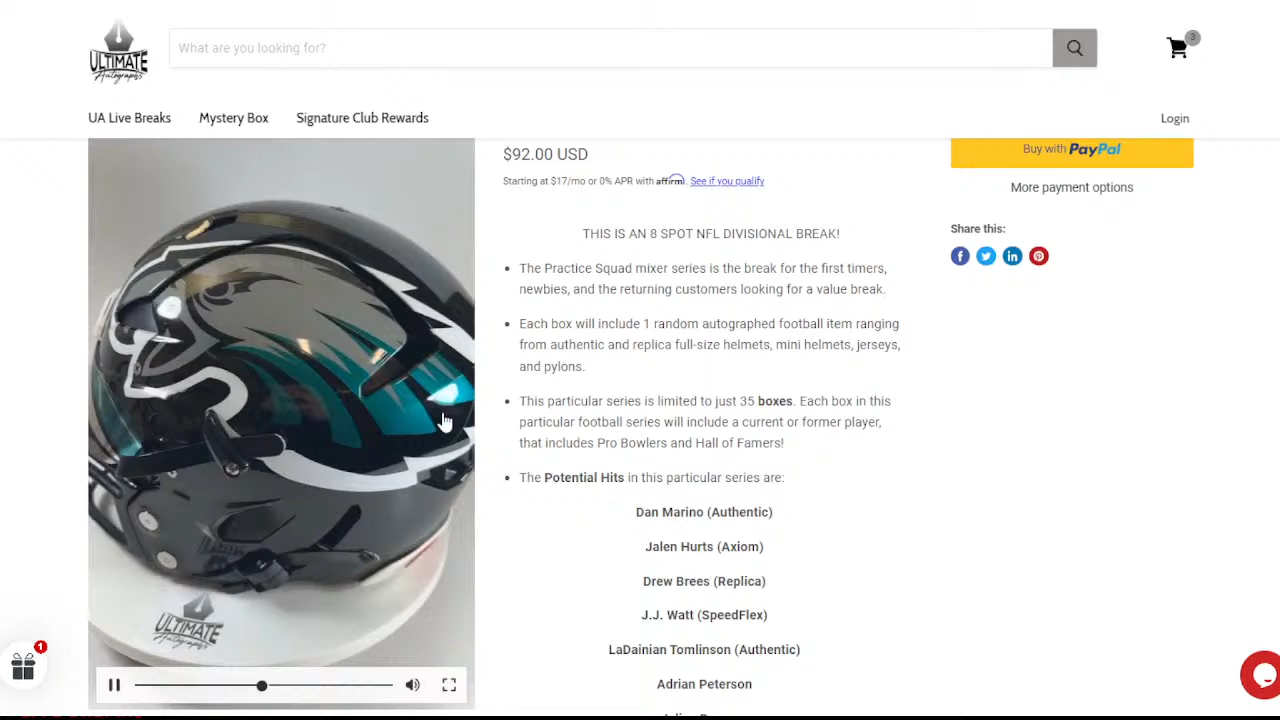 ULTIMATE
Autographs
What are you looking for?
3
UA Live Breaks
Mystery Box
Signature Club Rewards
Login
$92.00 USD
Starting at $17/mo or 0% APR with affirm. See if you qualify
Buy with PayPal
More payment options
Share this:
THIS IS AN 8 SPOT NFL DIVISIONAL BREAK!
The Practice Squad mixer series is the break for the first timers,
newbies, and the returning customers looking for a value break.
Each box will include 1 random autographed football item ranging
from authentic and replica full-size helmets, mini helmets, jerseys,
and pylons.
This particular series is limited to just 35 boxes. Each box in this
particular football series will include a current or former player,
that includes Pro Bowlers and Hall of Famers!
The Potential Hits in this particular series are:
Dan Marino (Authentic)
Jalen Hurts (Axiom)
Drew Brees (Replica)
J.J. Watt (SpeedFlex)
LaDainian Tomlinson (Authentic)
Adrian Peterson
ULTIMATE
Autographs
1